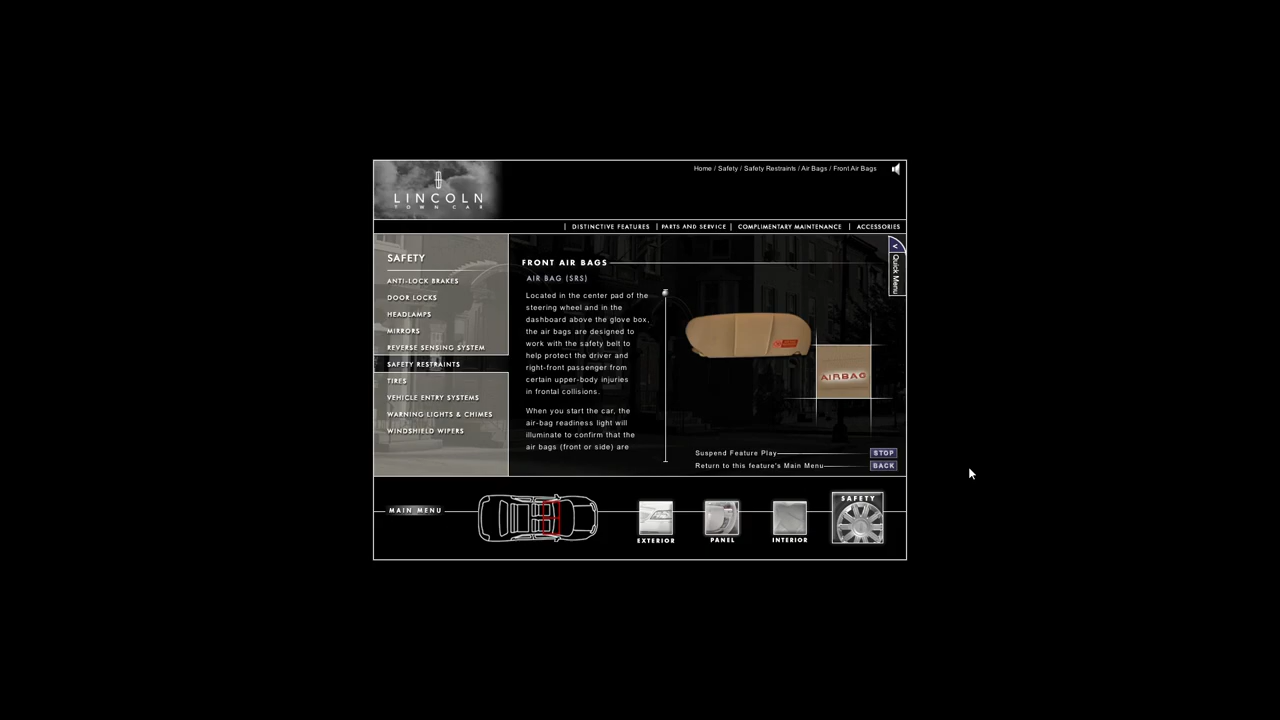 Home / Safety / Safety Restraints / Air Bags / Front Air Bags
LINCOLN
TOWN CAR
DISTINCTIVE FEATURES | PARTS AND SERVICE | COMPLIMENTARY MAINTENANCE | ACCESSORIES
SAFETY
ANTI-LOCK BRAKES
DOOR LOCKS
HEADLAMPS
MIRRORS
REVERSE SENSING SYSTEM
SAFETY RESTRAINTS
TIRES
VEHICLE ENTRY SYSTEMS
WARNING LIGHTS & CHIMES
WINDSHIELD WIPERS
FRONT AIR BAGS
AIR BAG (SRS)
Located in the center pad of the
steering wheel and in the
dashboard above the glove box,
the air bags are designed to
work with the safety belt to
help protect the driver and
right-front passenger from
certain upper-body injuries
in frontal collisions.
When you start the car, the
air-bag readiness light will
illuminate to confirm that the
air bags (front or side) are
Quick Menu
AIRBAG
Suspend Feature Play STOP
Return to this feature's Main Menu BACK
MAIN MENU
EXTERIOR
PANEL
INTERIOR
SAFETY